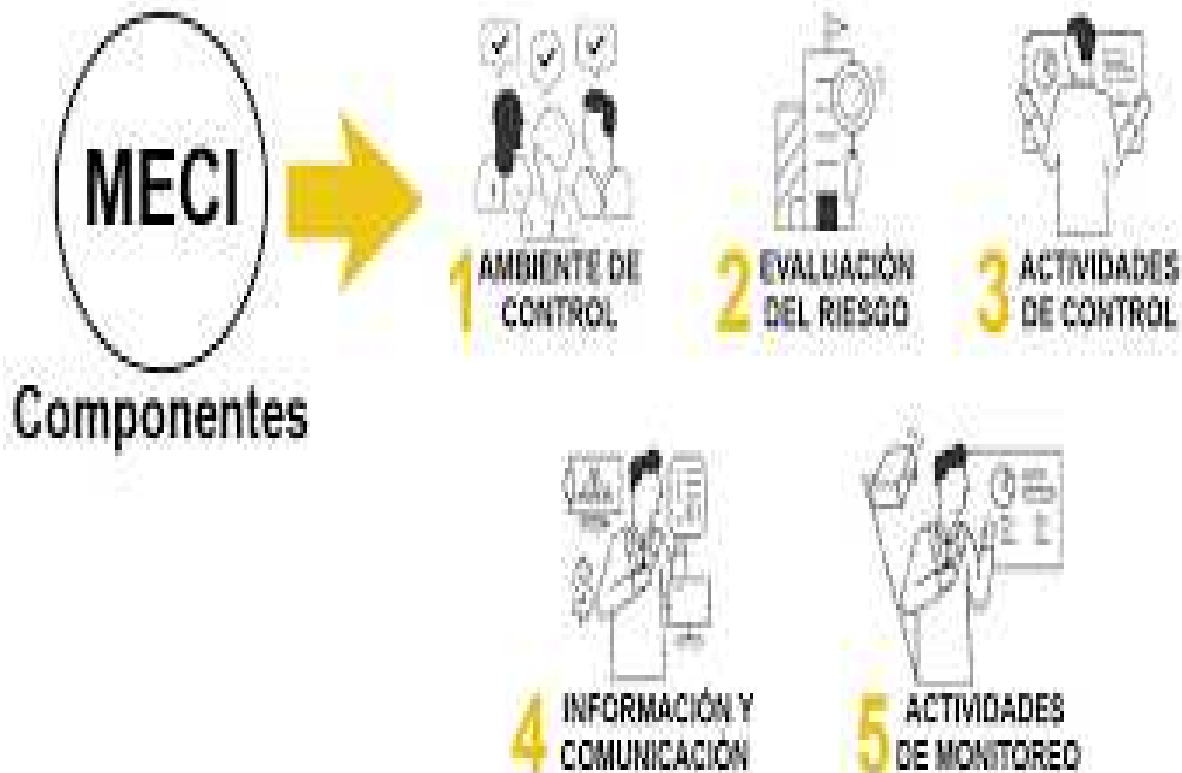 MECI
Componentes
1 AMBIENTE DE
CONTROL
2 EVALUACIÓN
DEL RIESGO
3 ACTIVIDADES
DE CONTROL
4 INFORMACIÓN Y
COMUNICACIÓN
5 ACTIVIDADES
DE MONITOREO